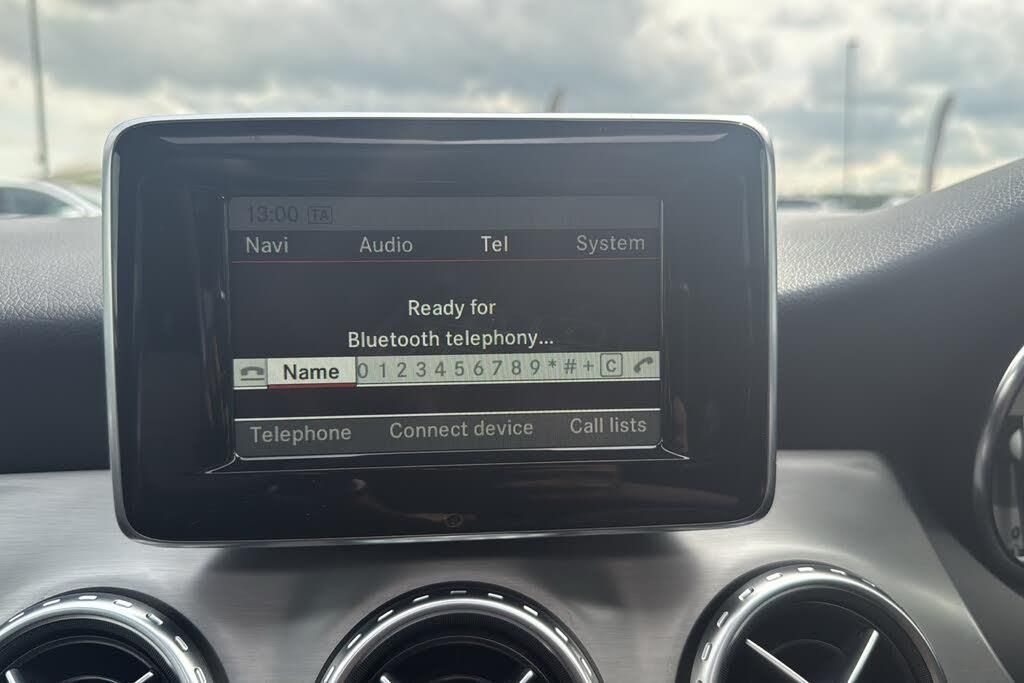 13:00 TA
Navi Audio Tel System
Ready for
Bluetooth telephony...
Name 0 1 2 3 4 5 6 7 8 9 * # + C
Telephone Connect device Call lists